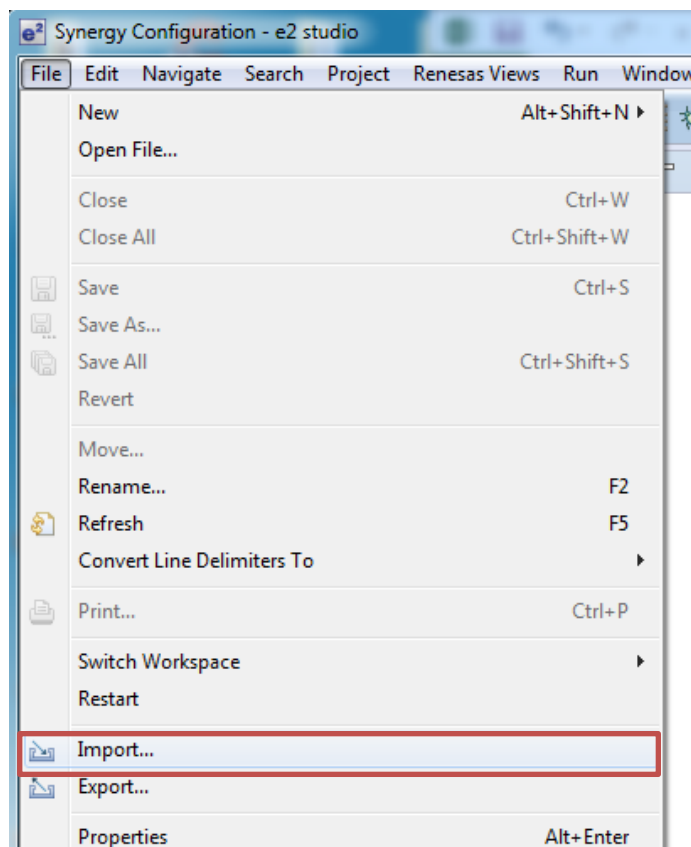 e² Synergy Configuration - e2 studio
File Edit Navigate Search Project Renesas Views Run Window
New Alt+Shift+N
Open File...
Close Ctrl+W
Close All Ctrl+Shift+W
Save Ctrl+S
Save As...
Save All Ctrl+Shift+S
Revert
Move...
Rename... F2
Refresh F5
Convert Line Delimiters To
Print... Ctrl+P
Switch Workspace
Restart
Import...
Export...
Properties Alt+Enter